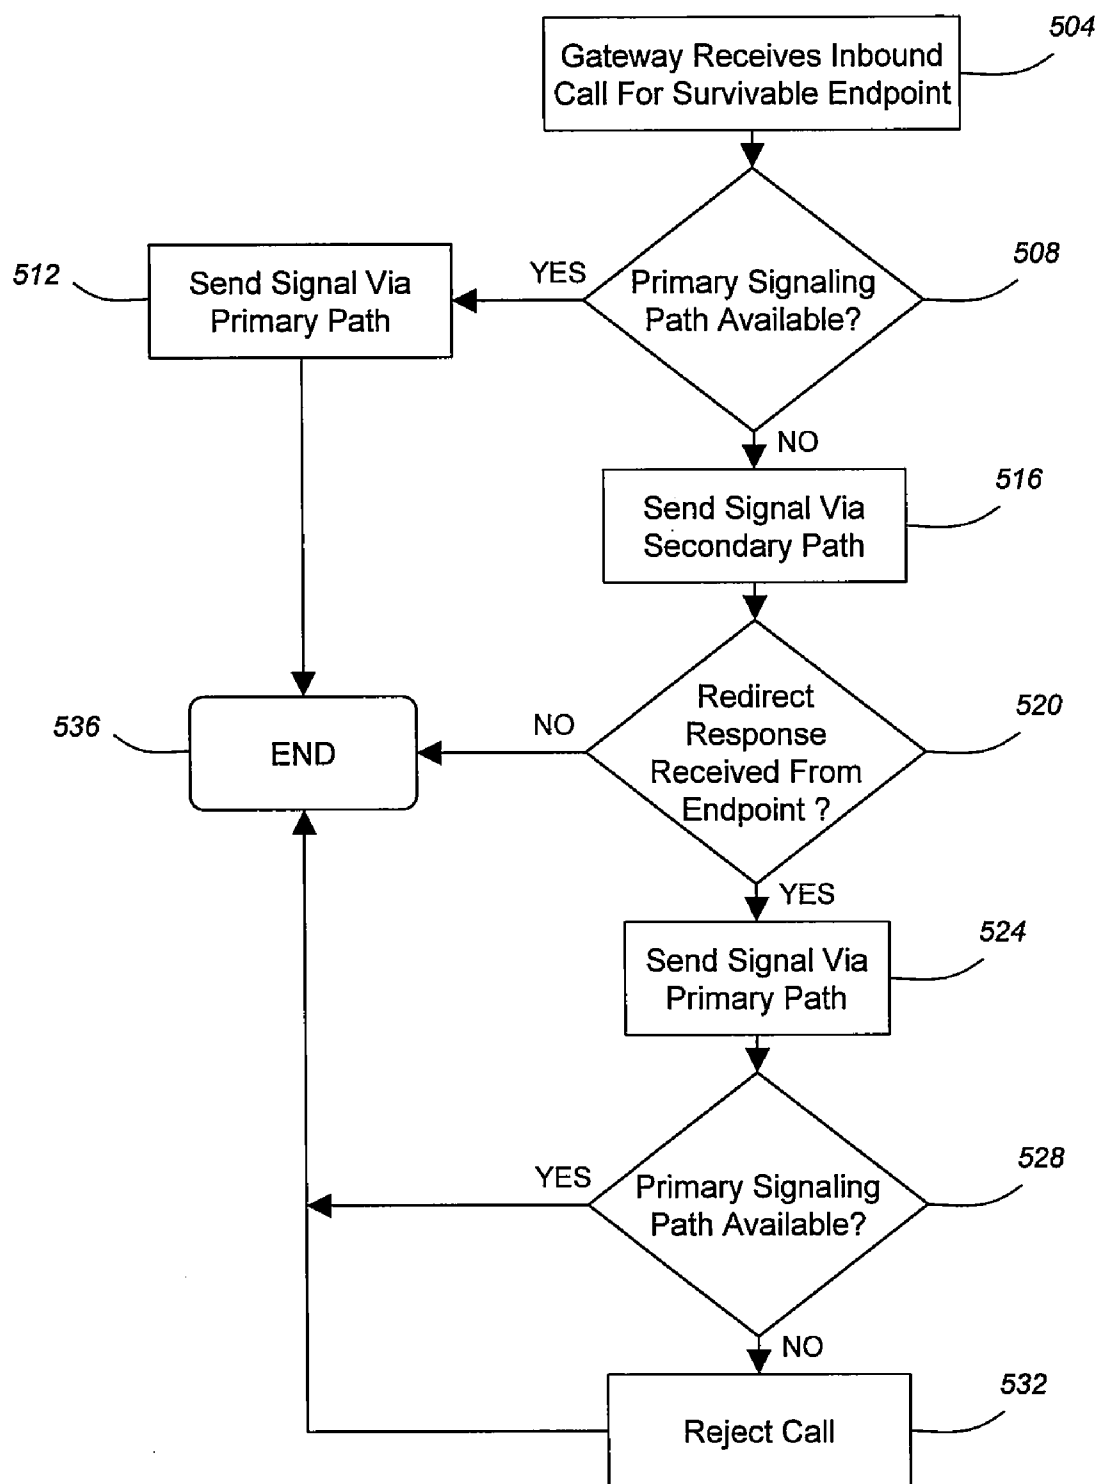 504
Gateway Receives Inbound
Call For Survivable Endpoint
512
Send Signal Via
Primary Path
YES
Primary Signaling
Path Available?
508
NO
516
Send Signal Via
Secondary Path
536
END
NO
Redirect
Response
Received From
Endpoint ?
520
YES
524
Send Signal Via
Primary Path
YES
Primary Signaling
Path Available?
528
NO
532
Reject Call